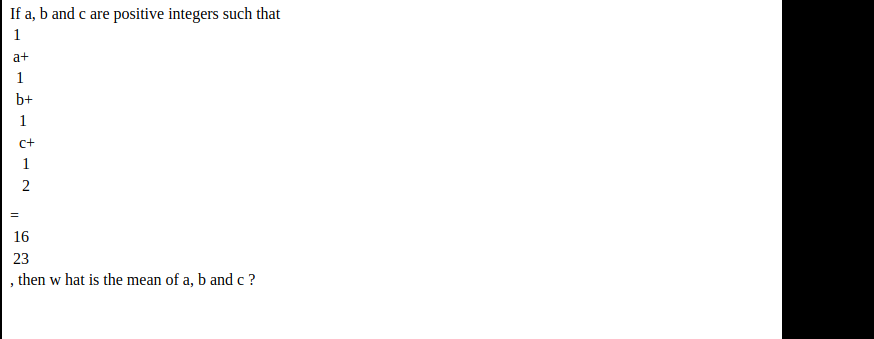 If a, b and c are positive integers such that
1
a+
1
b+
1
c+
1
2
=
16
23
, then w hat is the mean of a, b and c ?